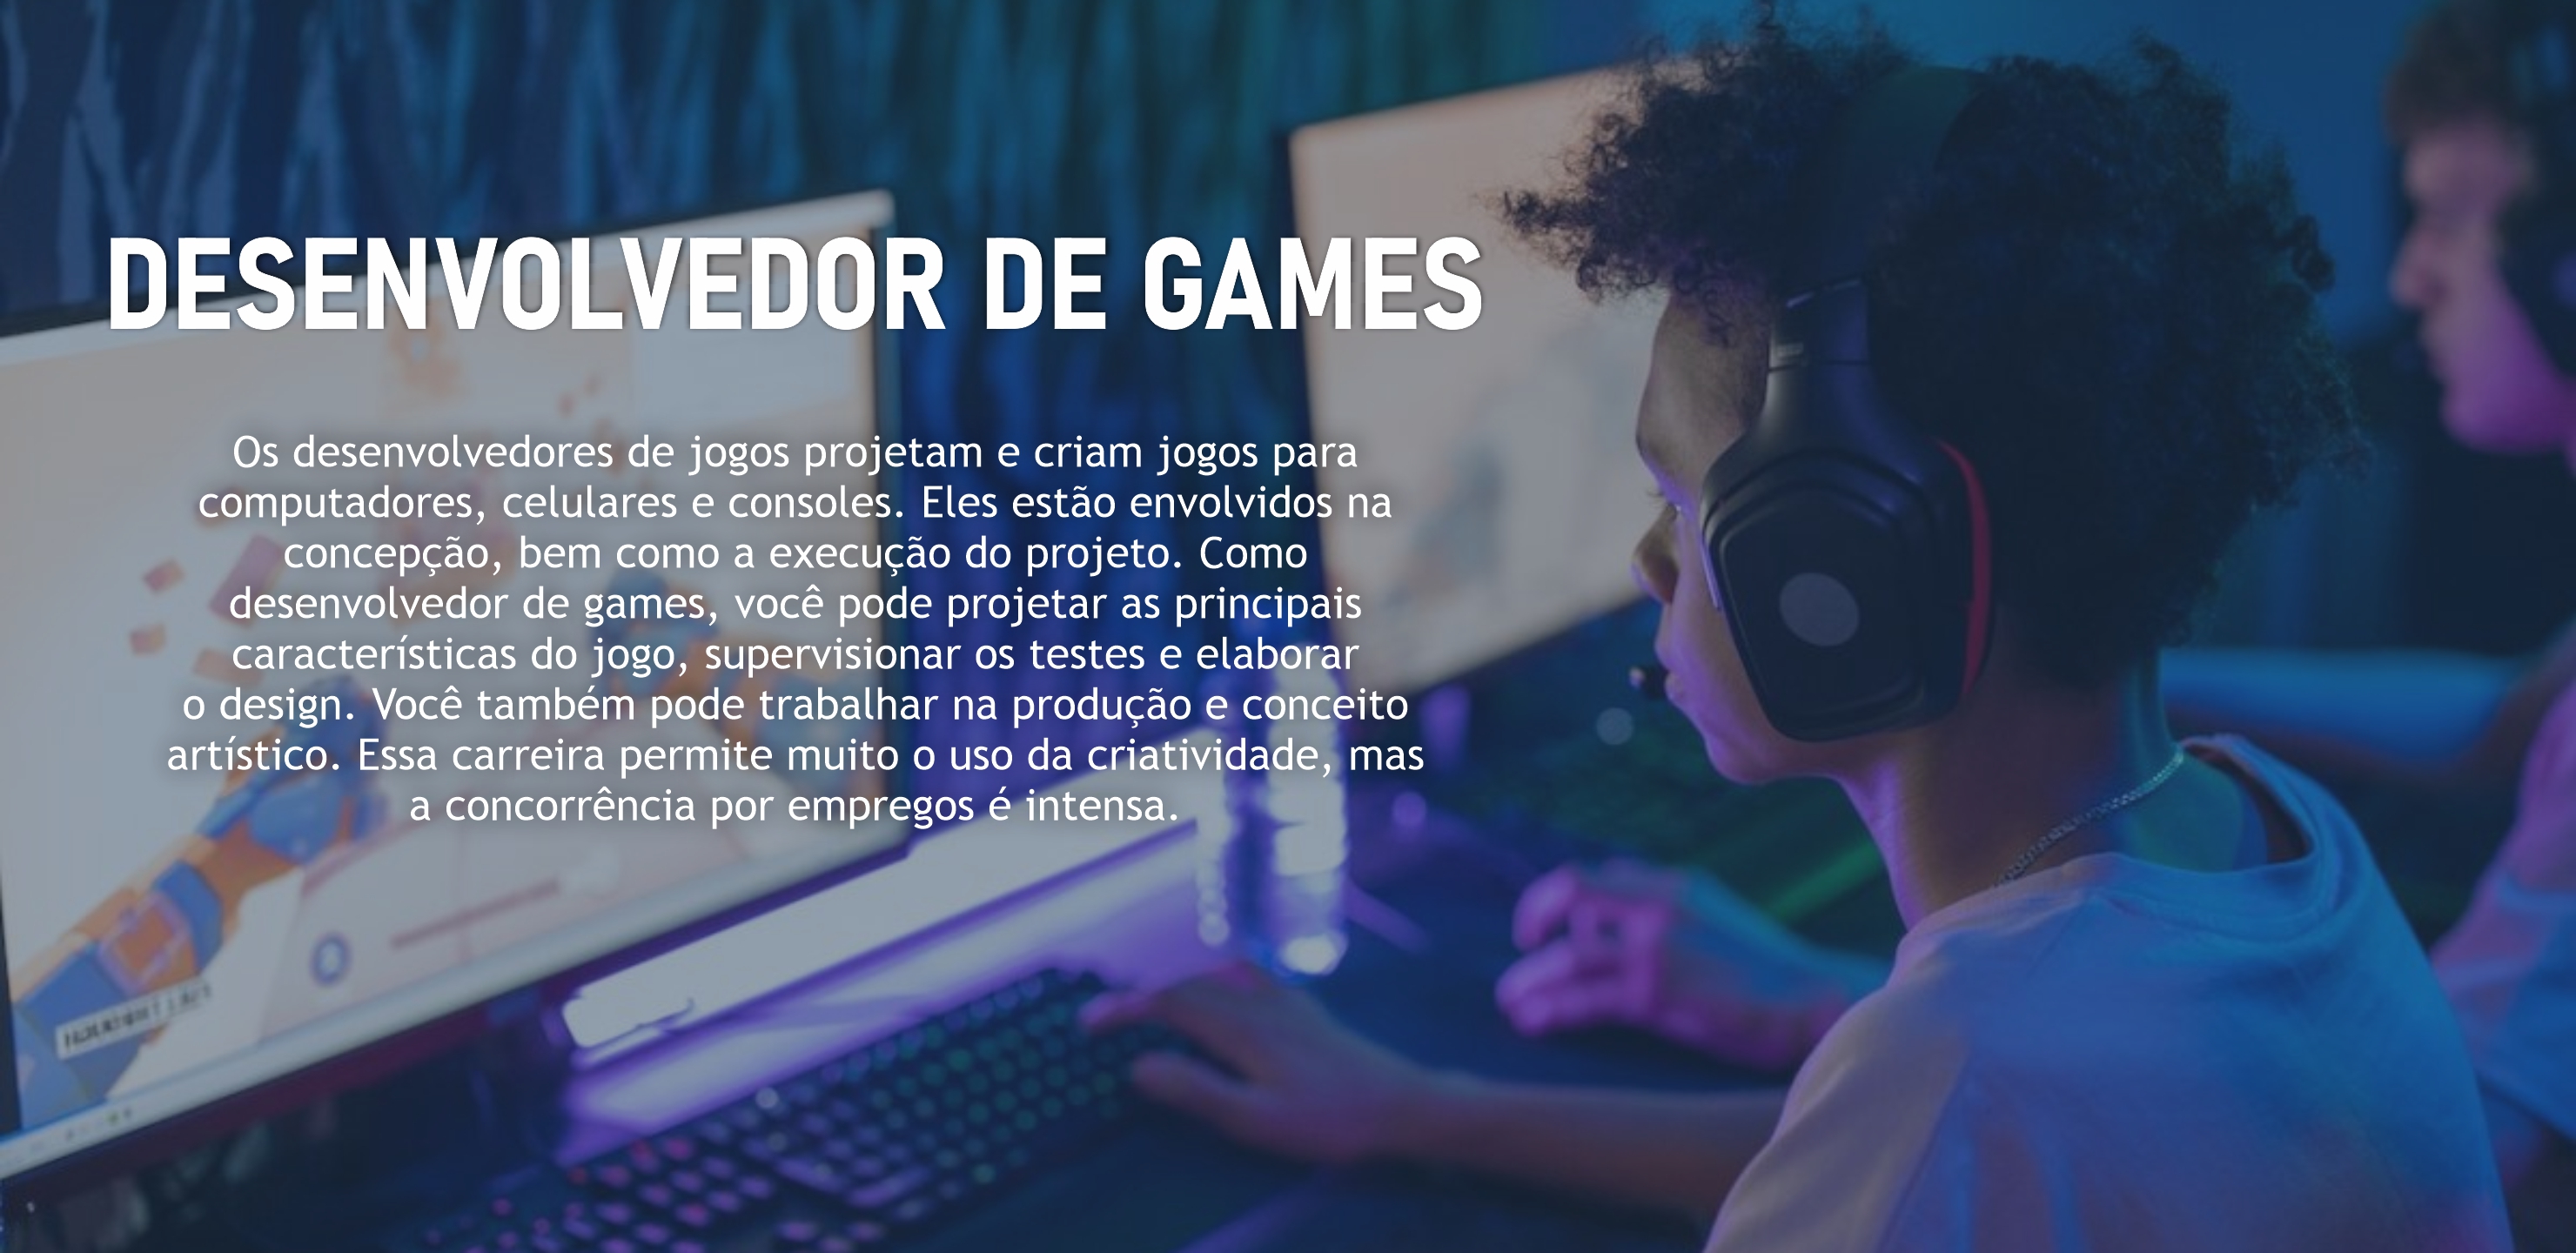 DESENVOLVEDOR DE GAMES
Os desenvolvedores de jogos projetam e criam jogos para
computadores, celulares e consoles. Eles estão envolvidos na
concepção, bem como a execução do projeto. Como
desenvolvedor de games, você pode projetar as principais
características do jogo, supervisionar os testes e elaborar
o design. Você também pode trabalhar na produção e conceito
artístico. Essa carreira permite muito o uso da criatividade, mas
a concorrência por empregos é intensa.